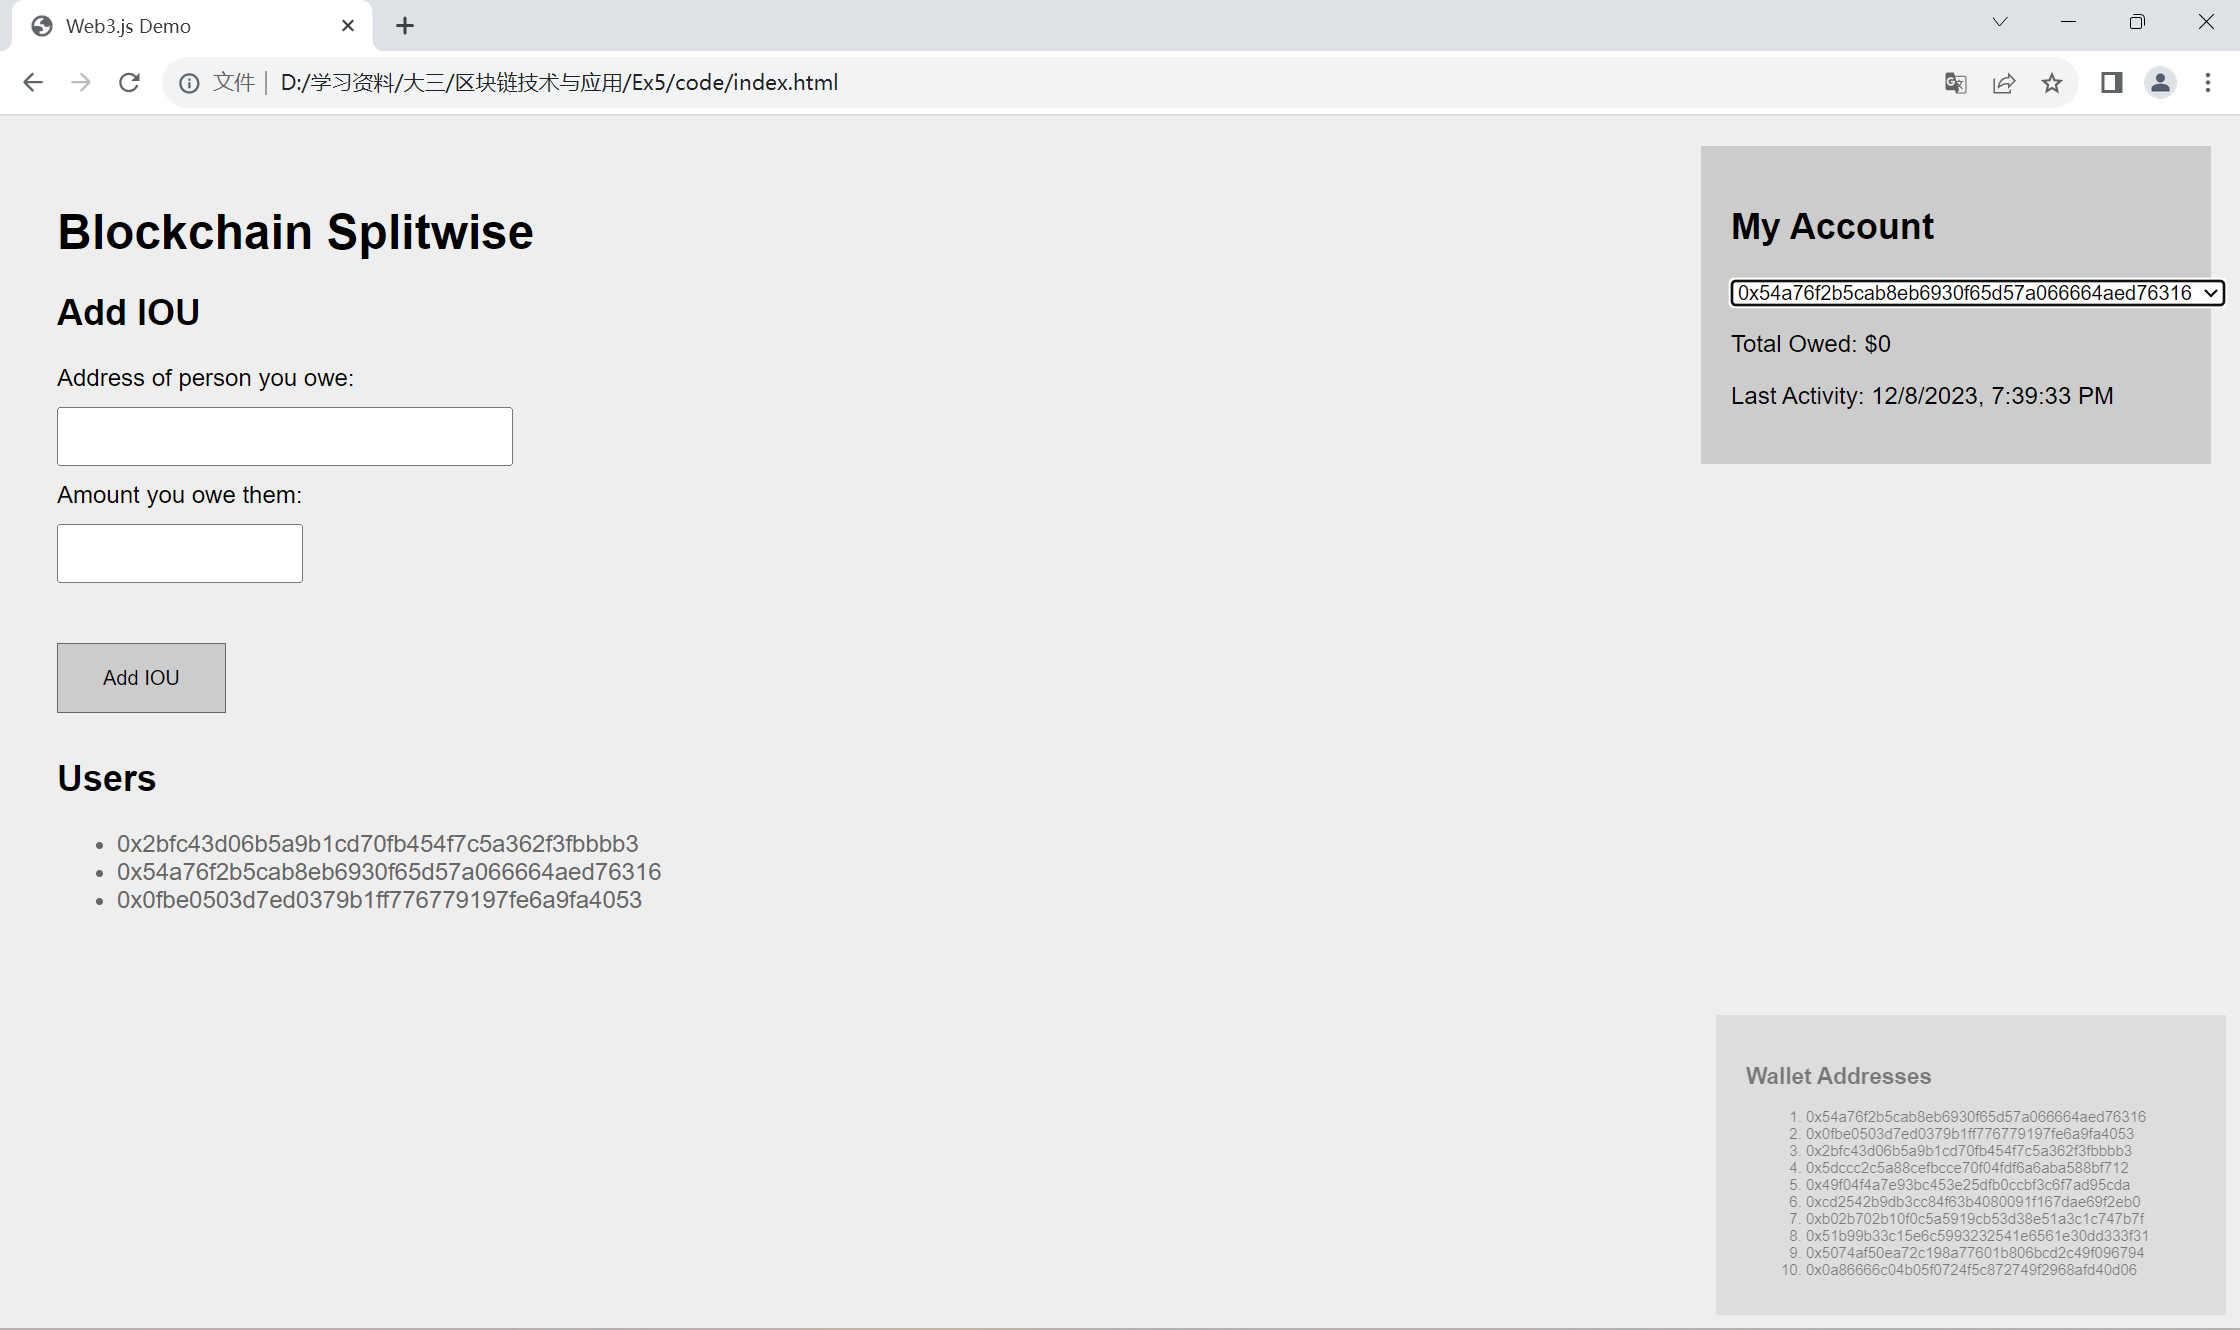 Web3.js Demo
文件 | D:/学习资料/大三/区块链技术与应用/Ex5/code/index.html
Blockchain Splitwise
Add IOU
Address of person you owe:
Amount you owe them:
Add IOU
Users
0x2bfc43d06b5a9b1cd70fb454f7c5a362f3fbbbb3
0x54a76f2b5cab8eb6930f65d57a066664aed76316
0x0fbe0503d7ed0379b1ff776779197fe6a9fa4053
My Account
0x54a76f2b5cab8eb6930f65d57a066664aed76316
Total Owed: $0
Last Activity: 12/8/2023, 7:39:33 PM
Wallet Addresses
1. 0x54a76f2b5cab8eb6930f65d57a066664aed76316
2. 0x0fbe0503d7ed0379b1ff776779197fe6a9fa4053
3. 0x2bfc43d06b5a9b1cd70fb454f7c5a362f3fbbbb3
4. 0x5dccc2c5a88cefbcce70f04fdf6a6aba588bf712
5. 0x49f04f4a7e93bc453e25dfb0ccbf3c6f7ad95cda
6. 0xcd2542b9db3cc84f63b4080091f167dae69f2eb0
7. 0xb02b702b10f0c5a5919cb53d38e51a3c1c747b7f
8. 0x51b99b33c15e6c5993232541e6561e30dd333f31
9. 0x5074af50ea72c198a77601b806bcd2c49f096794
10. 0x0a86666c04b05f0724f5c872749f2968afd40d06